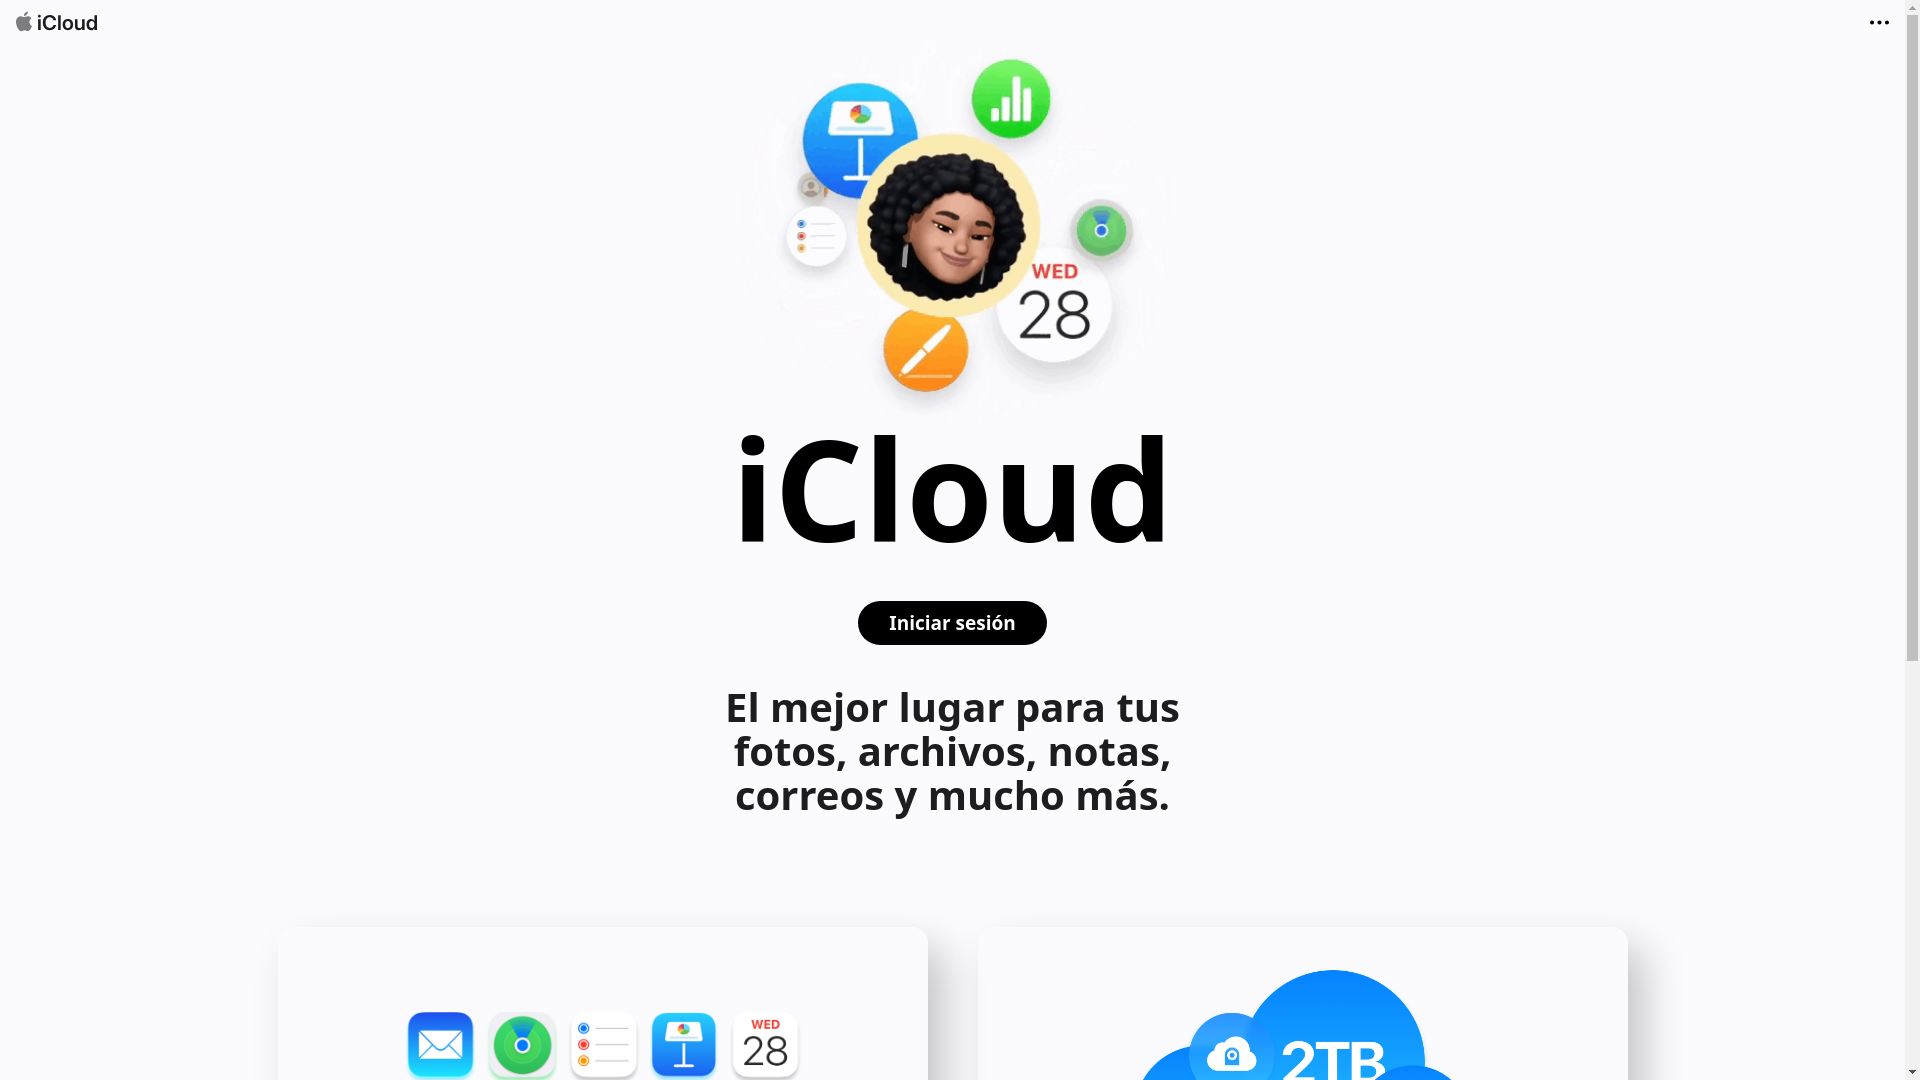 iCloud
WED
28
iCloud
Iniciar sesión
El mejor lugar para tus
fotos, archivos, notas,
correos y mucho más.
WED
28
2TB